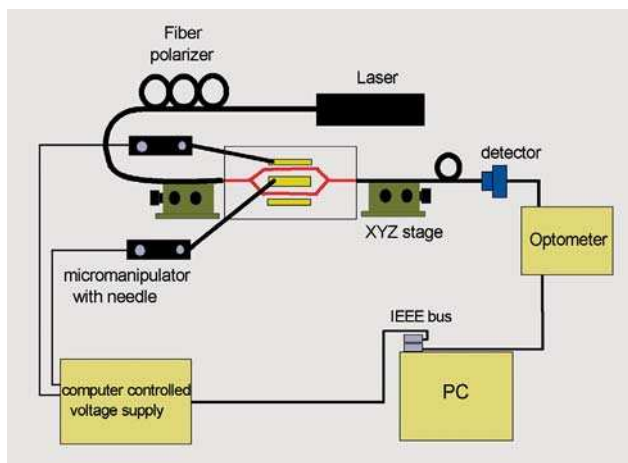 Fiber
polarizer
Laser
detector
XYZ stage
Optometer
micromanipulator
with needle
IEEE bus
computer controlled
voltage supply
PC